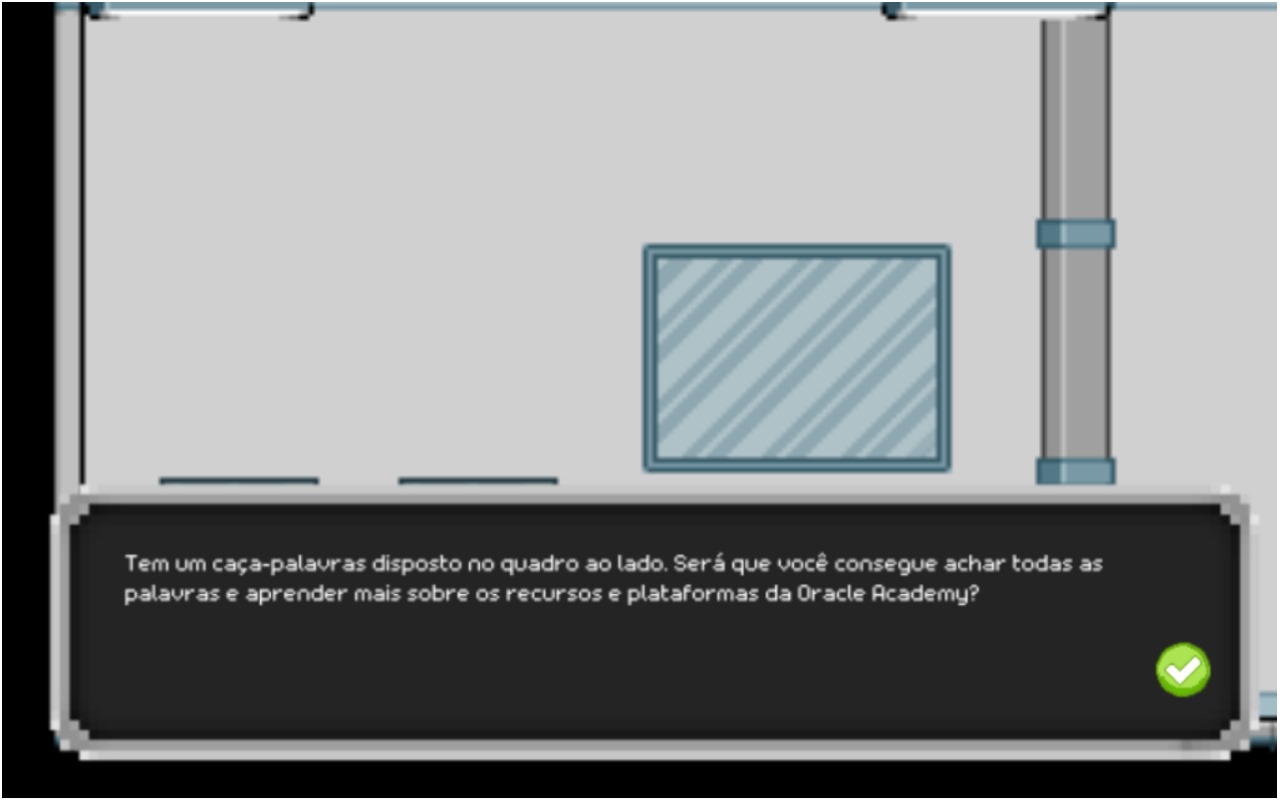 Tem um caça-palavras disposto no quadro ao lado. Será que você consegue achar todas as
palavras e aprender mais sobre os recursos e plataformas da Oracle Academy?